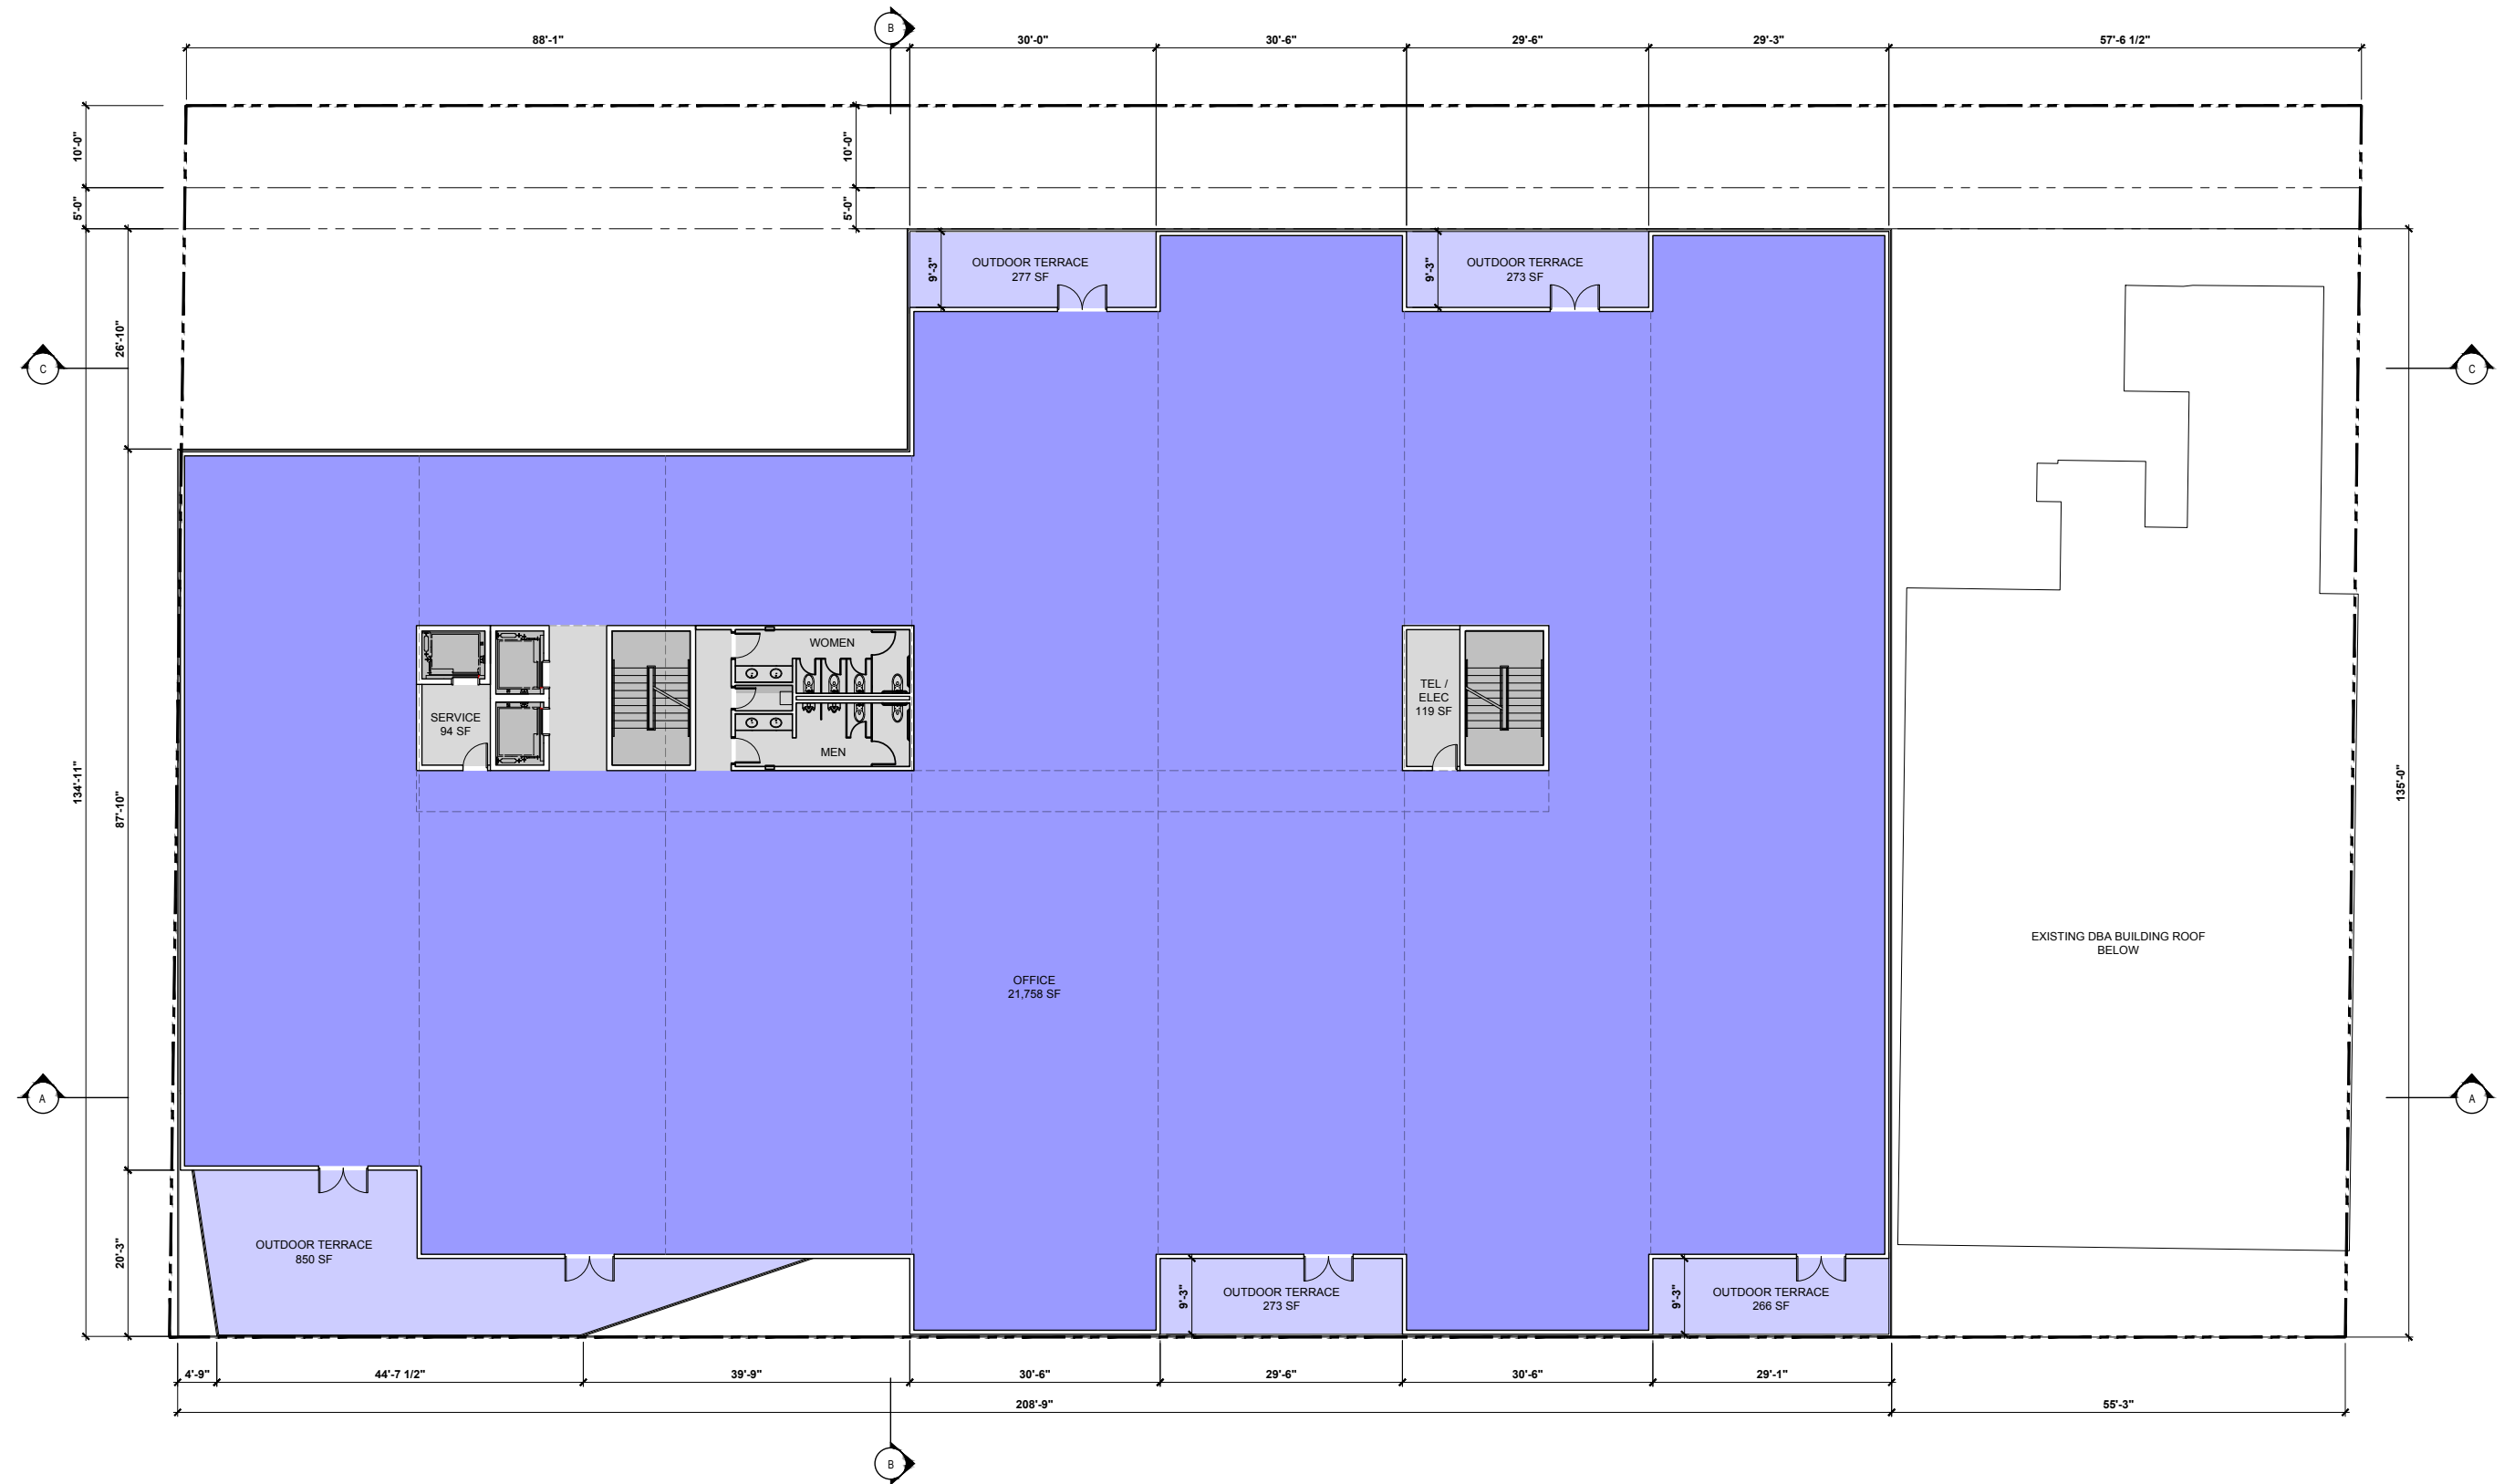 B
88'-1"
30'-0"
30'-6"
29'-6"
29'-3"
57'-6 1/2"
10'-0"
10'-0"
5'-0"
5'-0"
OUTDOOR TERRACE
277 SF
9'-3"
OUTDOOR TERRACE
273 SF
9'-3"
26'-10"
C
C
WOMEN
SERVICE
94 SF
MEN
TEL /
ELEC
119 SF
134'-11"
87'-10"
135'-0"
EXISTING DBA BUILDING ROOF
BELOW
OFFICE
21,758 SF
A
A
OUTDOOR TERRACE
850 SF
20'-3"
9'-3"
OUTDOOR TERRACE
273 SF
9'-3"
OUTDOOR TERRACE
266 SF
4'-9"
44'-7 1/2"
39'-9"
30'-6"
29'-6"
30'-6"
29'-1"
208'-9"
55'-3"
B